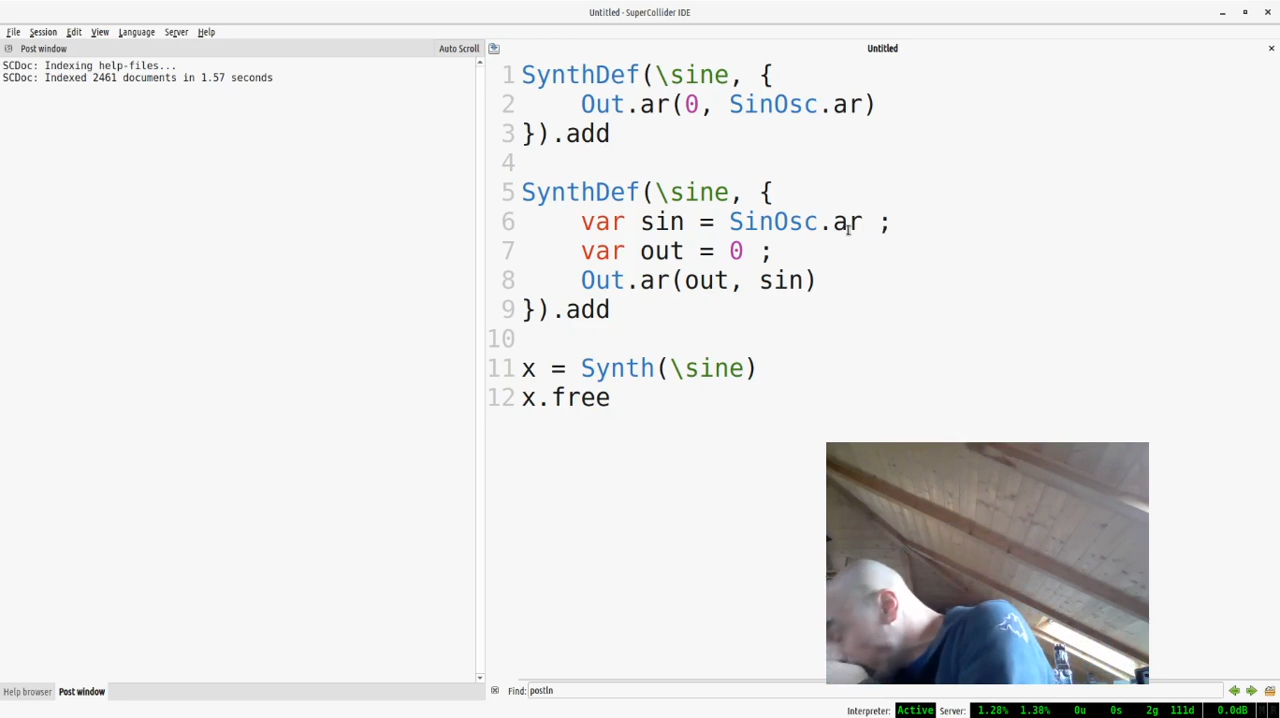 Untitled - SuperCollider IDE
File Session Edit View Language Server Help
Post window Auto Scroll
SCDoc: Indexing help-files...
SCDoc: Indexed 2461 documents in 1.57 seconds
Untitled
1 SynthDef(\sine, {
2 Out.ar(0, SinOsc.ar)
3 }).add
4
5 SynthDef(\sine, {
6 var sin = SinOsc.ar ;
7 var out = 0 ;
8 Out.ar(out, sin)
9 }).add
10
11 x = Synth(\sine)
12 x.free
Help browser Post window
Find: postln
Interpreter: Active Server: 1.28% 1.38% 0u 0s 2g 111d 0.0dB